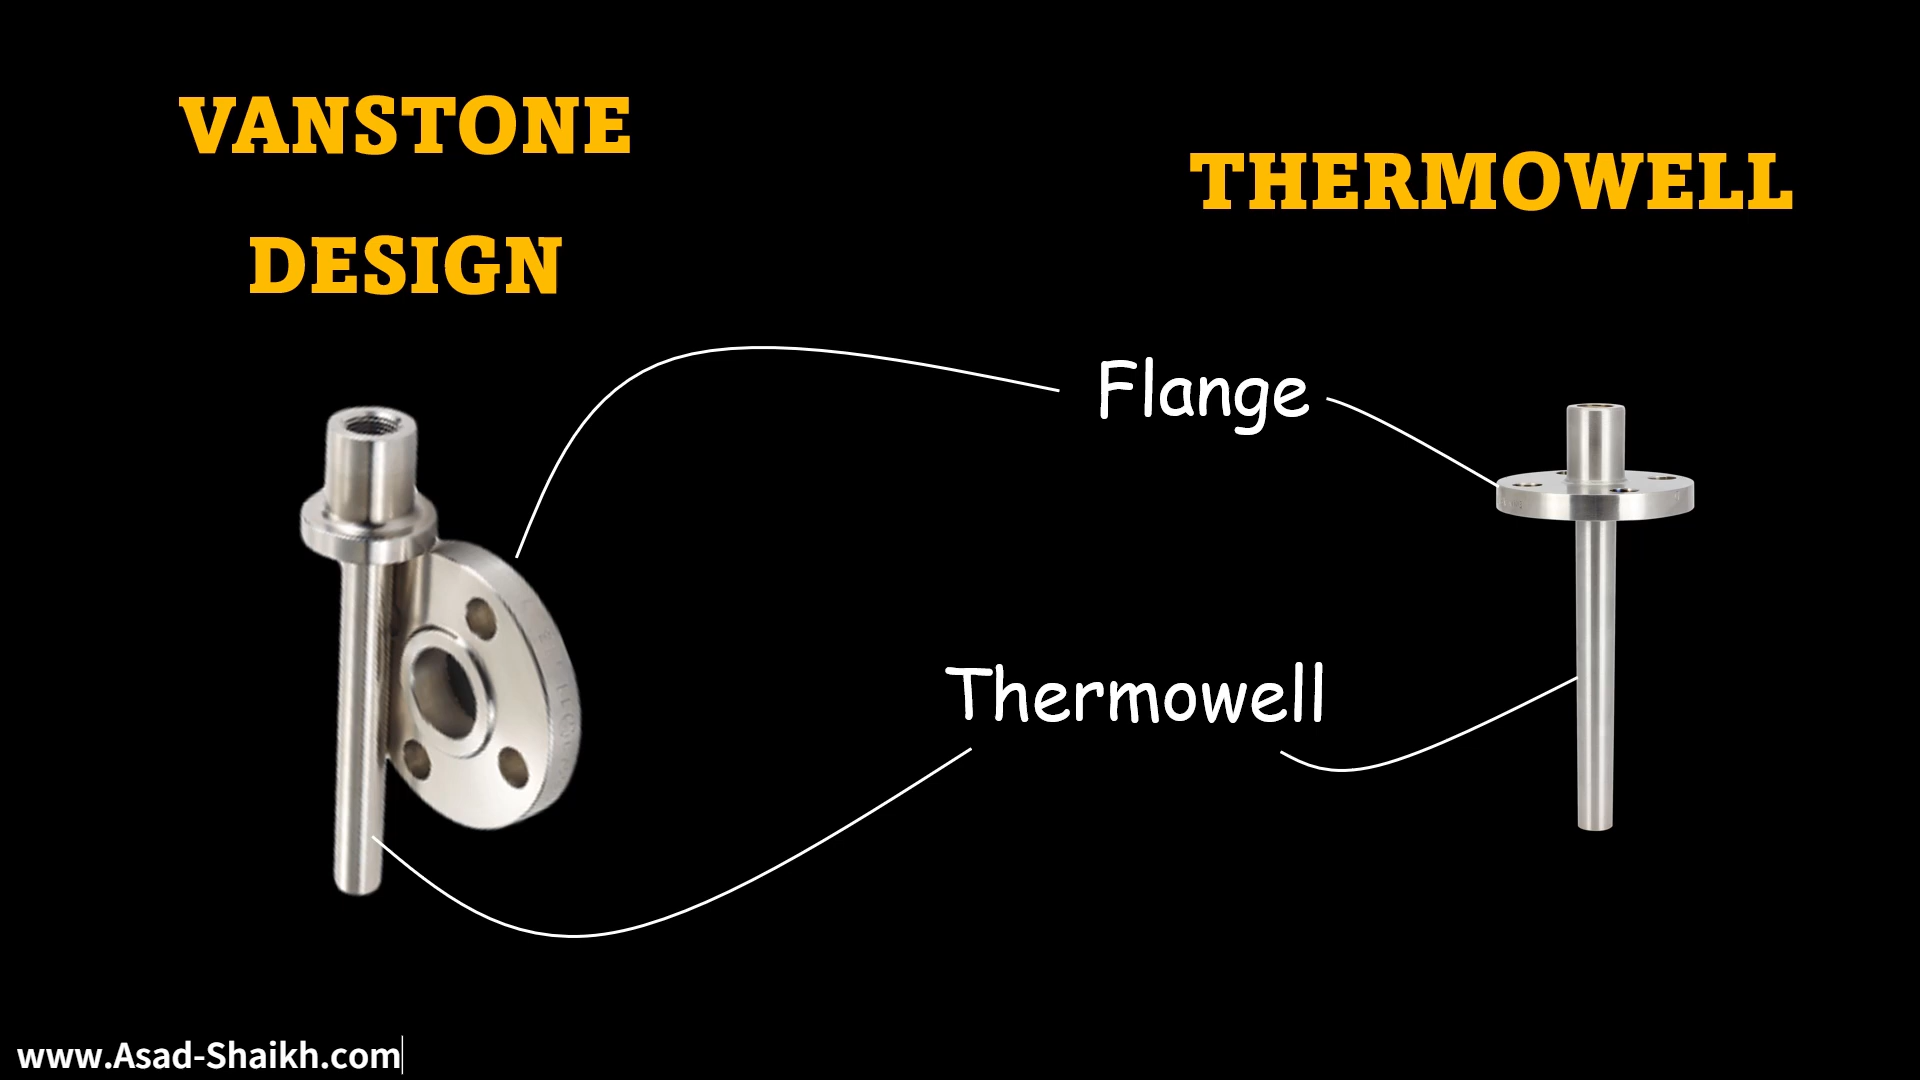 VANSTONE
DESIGN
THERMOWELL
Flange
Thermowell
www.Asad-Shaikh.com